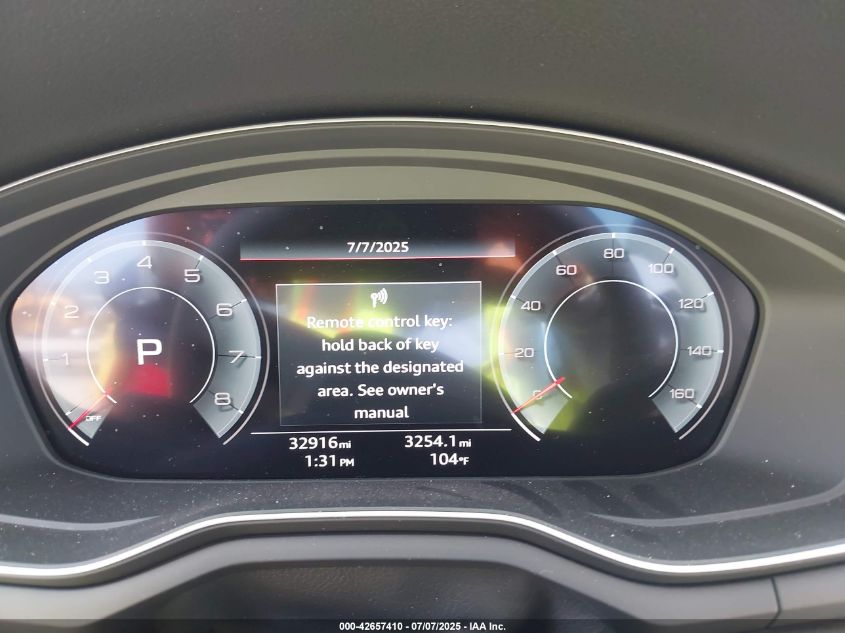 7/7/2025
1
2
3
4
5
6
7
8
OFF
P
Remote control key:
hold back of key
against the designated
area. See owner's
manual
0
20
40
60
80
100
120
140
160
32916mi 3254.1mi
1:31 PM 104°F
000-42657410 - 07/07/2025 - IAA Inc.